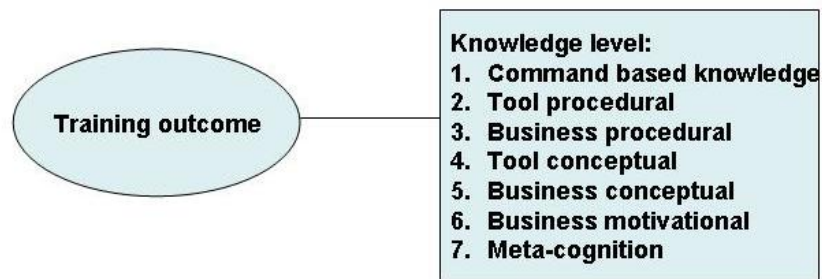 Training outcome
Knowledge level:
1. Command based knowledge
2. Tool procedural
3. Business procedural
4. Tool conceptual
5. Business conceptual
6. Business motivational
7. Meta-cognition